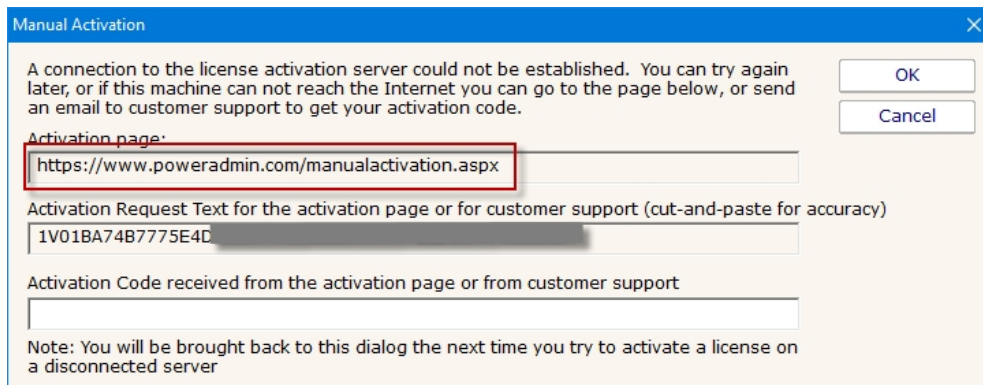 Manual Activation
A connection to the license activation server could not be established. You can try again
later, or if this machine can not reach the Internet you can go to the page below, or send
an email to customer support to get your activation code.
OK
Cancel
Activation page:
https://www.poweradmin.com/manualactivation.aspx
Activation Request Text for the activation page or for customer support (cut-and-paste for accuracy)
1V01BA74B7775E4D
Activation Code received from the activation page or from customer support
Note: You will be brought back to this dialog the next time you try to activate a license on
a disconnected server